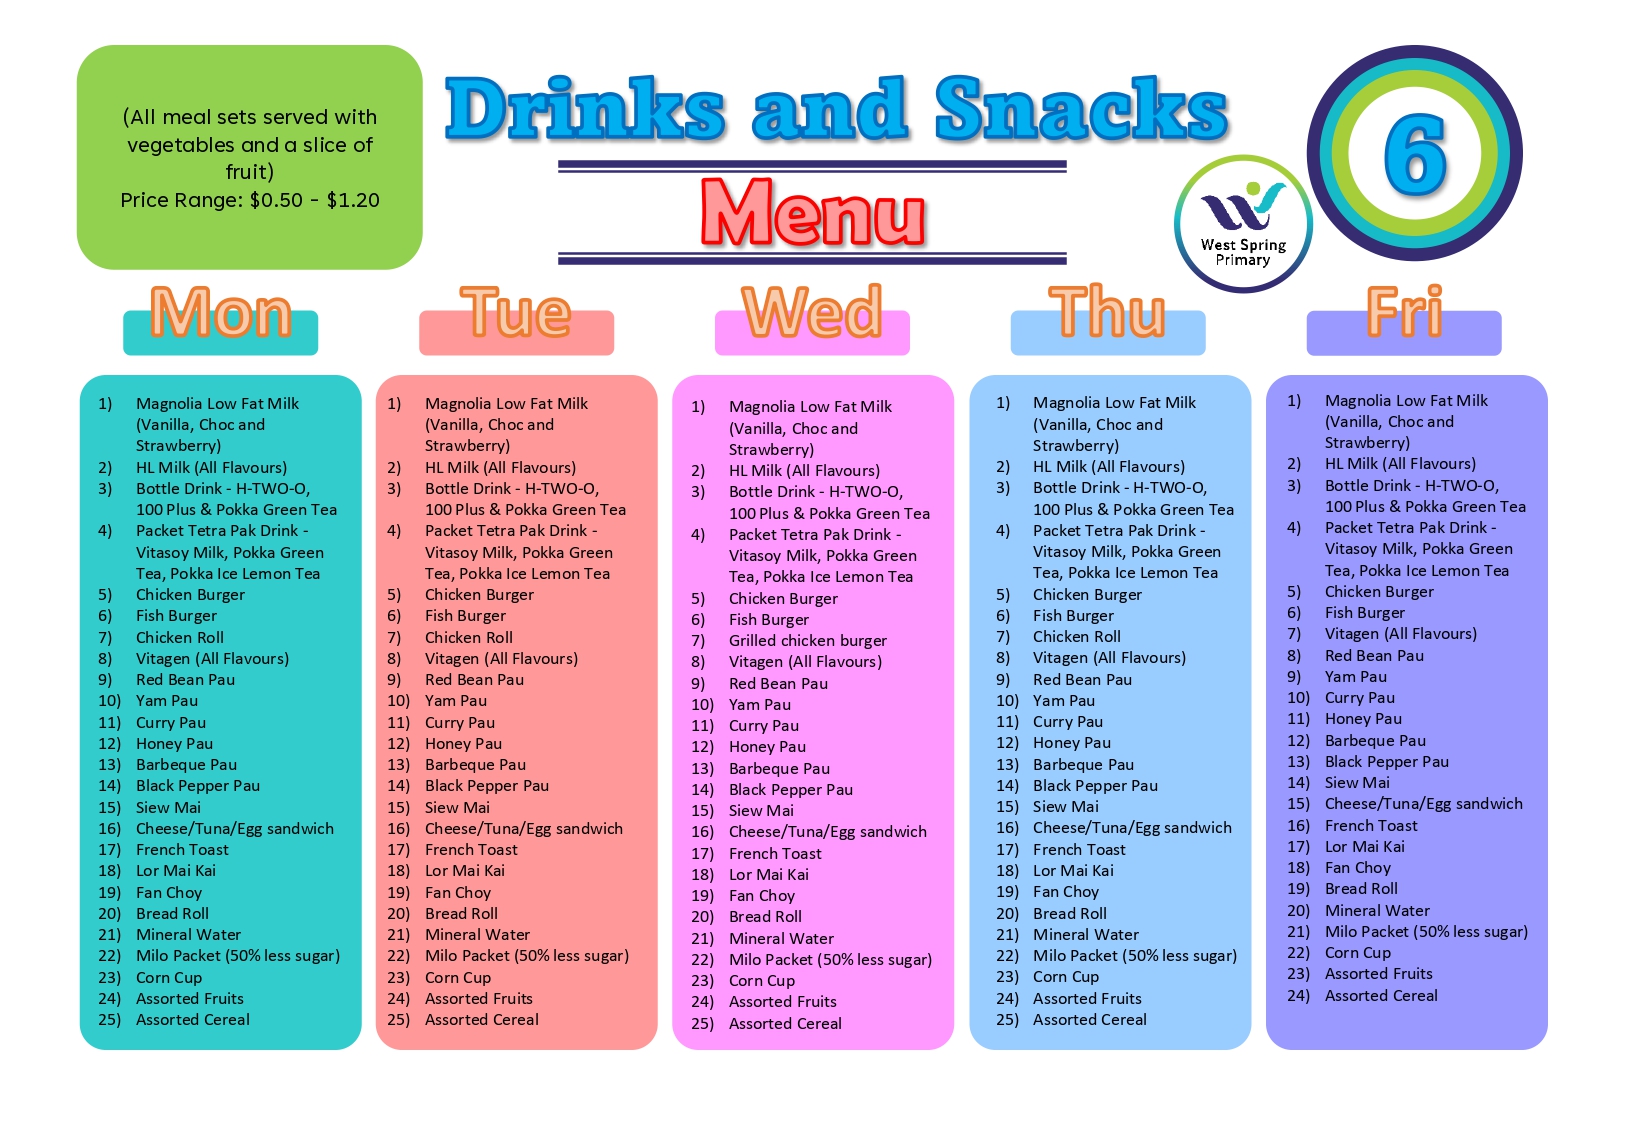 (All meal sets served with
vegetables and a slice of
fruit)
Price Range: $0.50 - $1.20
Drinks and Snacks
Menu
6
West Spring
Primary
Mon
1) Magnolia Low Fat Milk
(Vanilla, Choc and
Strawberry)
2) HL Milk (All Flavours)
3) Bottle Drink - H-TWO-O,
100 Plus & Pokka Green Tea
4) Packet Tetra Pak Drink -
Vitasoy Milk, Pokka Green
Tea, Pokka Ice Lemon Tea
5) Chicken Burger
6) Fish Burger
7) Chicken Roll
8) Vitagen (All Flavours)
9) Red Bean Pau
10) Yam Pau
11) Curry Pau
12) Honey Pau
13) Barbeque Pau
14) Black Pepper Pau
15) Siew Mai
16) Cheese/Tuna/Egg sandwich
17) French Toast
18) Lor Mai Kai
19) Fan Choy
20) Bread Roll
21) Mineral Water
22) Milo Packet (50% less sugar)
23) Corn Cup
24) Assorted Fruits
25) Assorted Cereal
Tue
1) Magnolia Low Fat Milk
(Vanilla, Choc and
Strawberry)
2) HL Milk (All Flavours)
3) Bottle Drink - H-TWO-O,
100 Plus & Pokka Green Tea
4) Packet Tetra Pak Drink -
Vitasoy Milk, Pokka Green
Tea, Pokka Ice Lemon Tea
5) Chicken Burger
6) Fish Burger
7) Chicken Roll
8) Vitagen (All Flavours)
9) Red Bean Pau
10) Yam Pau
11) Curry Pau
12) Honey Pau
13) Barbeque Pau
14) Black Pepper Pau
15) Siew Mai
16) Cheese/Tuna/Egg sandwich
17) French Toast
18) Lor Mai Kai
19) Fan Choy
20) Bread Roll
21) Mineral Water
22) Milo Packet (50% less sugar)
23) Corn Cup
24) Assorted Fruits
25) Assorted Cereal
Wed
1) Magnolia Low Fat Milk
(Vanilla, Choc and
Strawberry)
2) HL Milk (All Flavours)
3) Bottle Drink - H-TWO-O,
100 Plus & Pokka Green Tea
4) Packet Tetra Pak Drink -
Vitasoy Milk, Pokka Green
Tea, Pokka Ice Lemon Tea
5) Chicken Burger
6) Fish Burger
7) Grilled chicken burger
8) Vitagen (All Flavours)
9) Red Bean Pau
10) Yam Pau
11) Curry Pau
12) Honey Pau
13) Barbeque Pau
14) Black Pepper Pau
15) Siew Mai
16) Cheese/Tuna/Egg sandwich
17) French Toast
18) Lor Mai Kai
19) Fan Choy
20) Bread Roll
21) Mineral Water
22) Milo Packet (50% less sugar)
23) Corn Cup
24) Assorted Fruits
25) Assorted Cereal
Thu
1) Magnolia Low Fat Milk
(Vanilla, Choc and
Strawberry)
2) HL Milk (All Flavours)
3) Bottle Drink - H-TWO-O,
100 Plus & Pokka Green Tea
4) Packet Tetra Pak Drink -
Vitasoy Milk, Pokka Green
Tea, Pokka Ice Lemon Tea
5) Chicken Burger
6) Fish Burger
7) Chicken Roll
8) Vitagen (All Flavours)
9) Red Bean Pau
10) Yam Pau
11) Curry Pau
12) Honey Pau
13) Barbeque Pau
14) Black Pepper Pau
15) Siew Mai
16) Cheese/Tuna/Egg sandwich
17) French Toast
18) Lor Mai Kai
19) Fan Choy
20) Bread Roll
21) Mineral Water
22) Milo Packet (50% less sugar)
23) Corn Cup
24) Assorted Fruits
25) Assorted Cereal
Fri
1) Magnolia Low Fat Milk
(Vanilla, Choc and
Strawberry)
2) HL Milk (All Flavours)
3) Bottle Drink - H-TWO-O,
100 Plus & Pokka Green Tea
4) Packet Tetra Pak Drink -
Vitasoy Milk, Pokka Green
Tea, Pokka Ice Lemon Tea
5) Chicken Burger
6) Fish Burger
7) Vitagen (All Flavours)
8) Red Bean Pau
9) Yam Pau
10) Curry Pau
11) Honey Pau
12) Barbeque Pau
13) Black Pepper Pau
14) Siew Mai
15) Cheese/Tuna/Egg sandwich
16) French Toast
17) Lor Mai Kai
18) Fan Choy
19) Bread Roll
20) Mineral Water
21) Milo Packet (50% less sugar)
22) Corn Cup
23) Assorted Fruits
24) Assorted Cereal